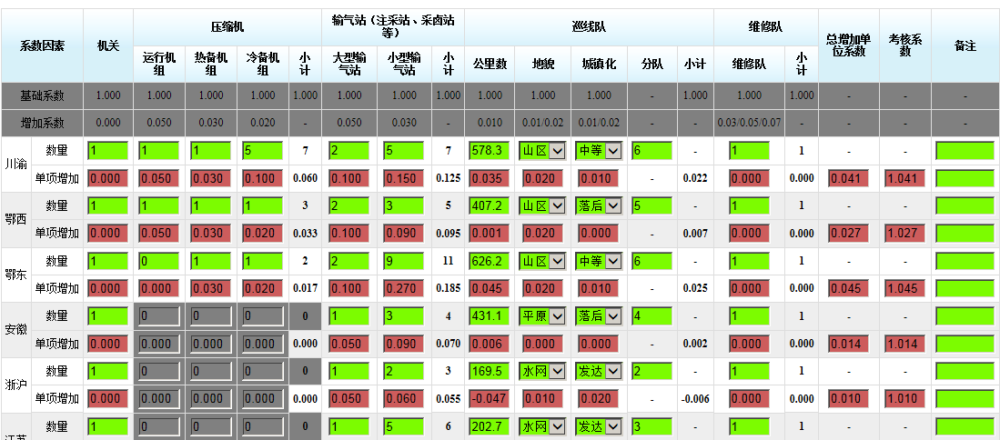 系数因素 机关 压缩机 输气站（注采站、采卤站等） 巡线队 维修队 总增加单位系数 考核系数 备注
运行机组 热备机组 冷备机组 小计 大型输气站 小型输气站 小计 公里数 地貌 城镇化 分队 小计 维修队 小计
基础系数 1.000 1.000 1.000 1.000 1.000 1.000 1.000 1.000 1.000 1.000 1.000 - 1.000 1.000 1.000 - - -
增加系数 0.000 0.050 0.030 0.020 - 0.050 0.030 - 0.010 0.01/0.02 0.01/0.02 - - 0.03/0.05/0.07 - - - -
川渝 数量 1 1 1 5 7 2 5 7 578.3 山区 中等 6 - 1 1 - -
单项增加 0.000 0.050 0.030 0.100 0.060 0.100 0.150 0.125 0.035 0.020 0.010 - 0.022 0.000 0.000 0.041 1.041
鄂西 数量 1 1 1 1 3 2 3 5 407.2 山区 落后 5 - 1 1 - -
单项增加 0.000 0.050 0.030 0.020 0.033 0.100 0.090 0.095 0.001 0.020 0.000 - 0.007 0.000 0.000 0.027 1.027
鄂东 数量 1 0 1 1 2 2 9 11 626.2 山区 中等 6 - 1 1 - -
单项增加 0.000 0.000 0.030 0.020 0.017 0.100 0.270 0.185 0.045 0.020 0.010 - 0.025 0.000 0.000 0.045 1.045
安徽 数量 1 0 0 0 0 1 3 4 431.1 平原 落后 4 - 1 1 - -
单项增加 0.000 0.000 0.000 0.000 0.000 0.050 0.090 0.070 0.006 0.000 0.000 - 0.002 0.000 0.000 0.014 1.014
浙沪 数量 1 0 0 0 0 1 2 3 169.5 水网 发达 2 - 1 1 - -
单项增加 0.000 0.000 0.000 0.000 0.000 0.050 0.060 0.055 -0.047 0.010 0.020 - -0.006 0.000 0.000 0.010 1.010
江苏 数量 1 0 0 0 0 1 5 6 202.7 水网 发达 3 - 1 1 - -